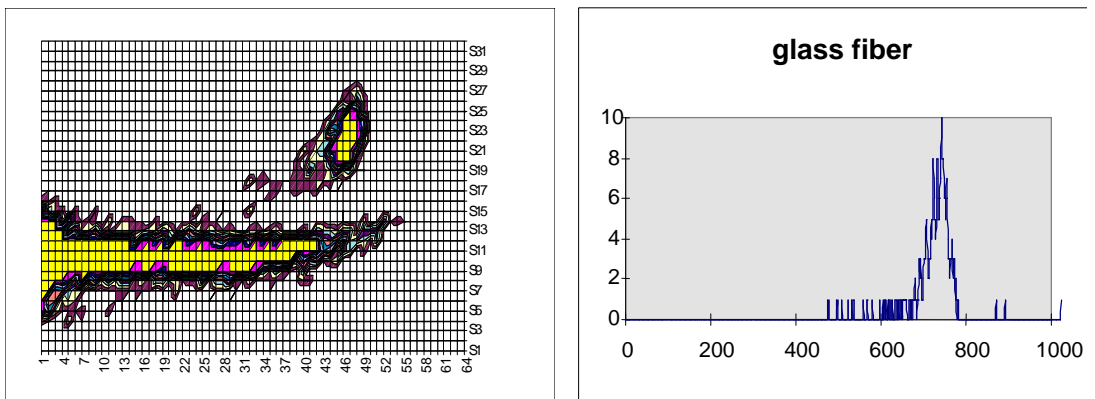 S31
S29
S27
S25
S23
S21
S19
S17
S15
S13
S11
S9
S7
S5
S3
S1
1 4 7 10 13 16 19 22 25 28 31 34 37 40 43 46 49 52 55 58 61 64
glass fiber
10
8
6
4
2
0
0 200 400 600 800 1000